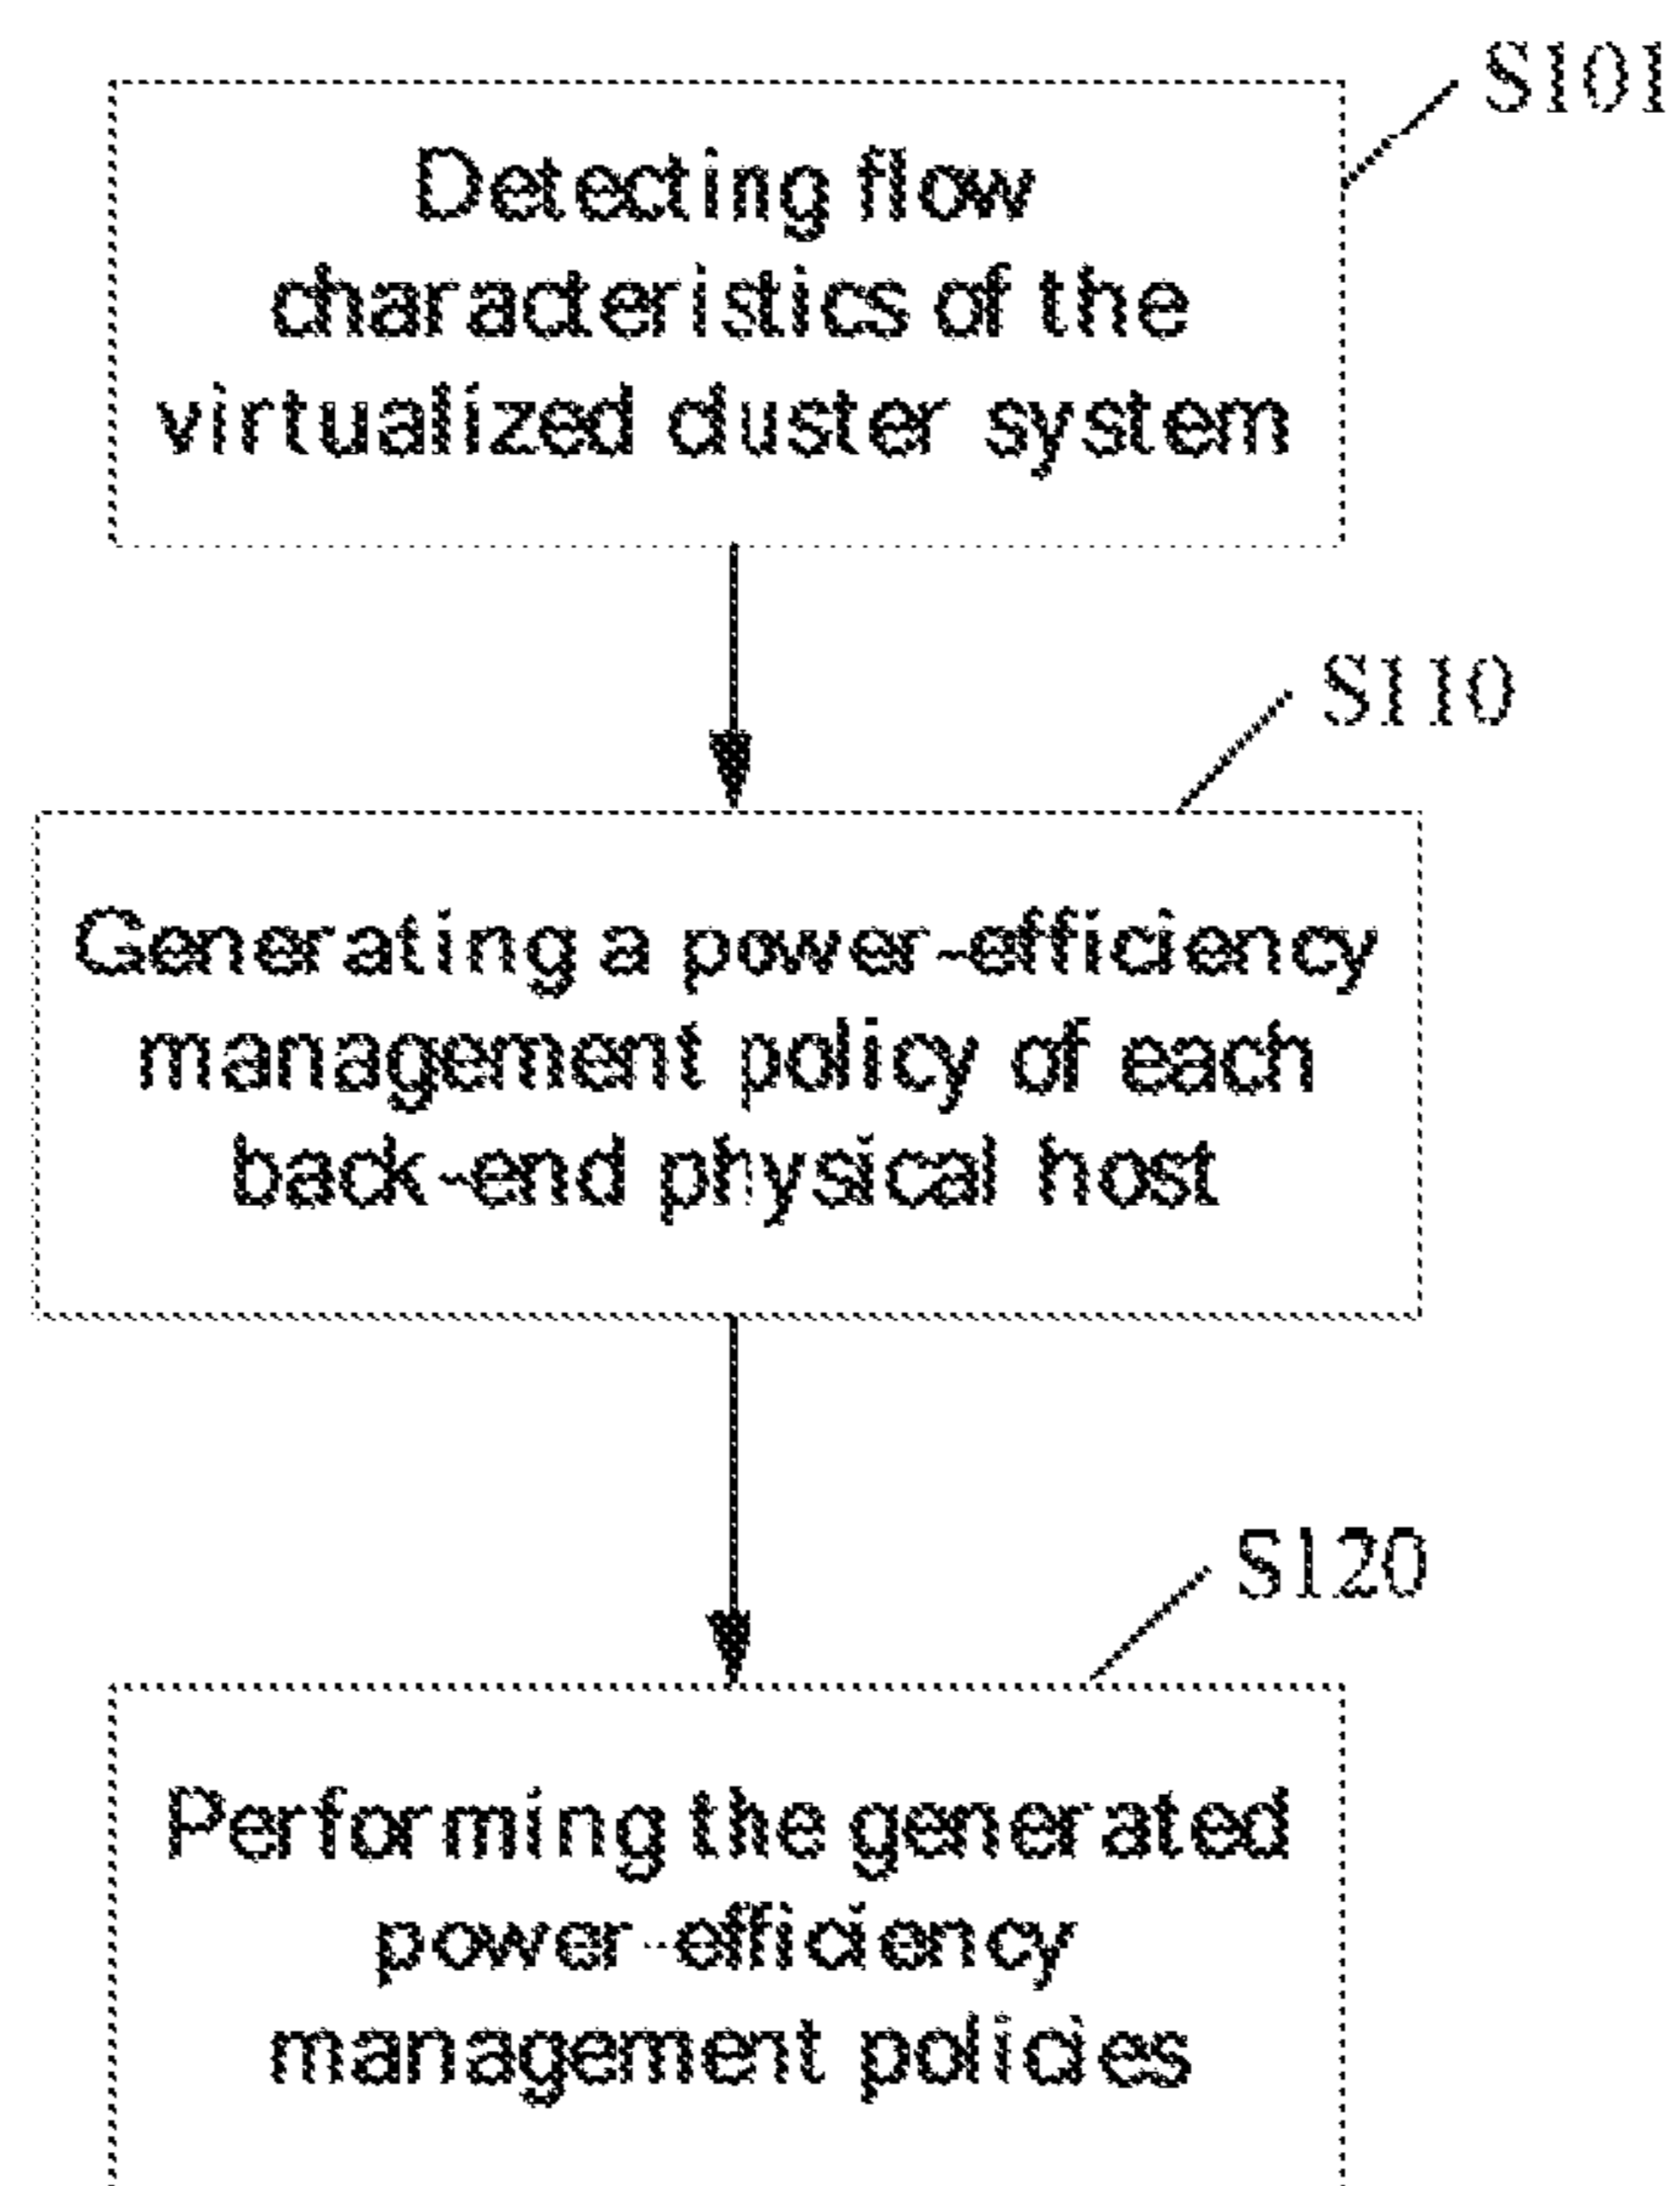 S101
Detecting flow
characteristics of the
virtualized cluster system
S110
Generating a power-efficiency
management policy of each
back-end physical host
S120
Performing the generated
power-efficiency
management policies